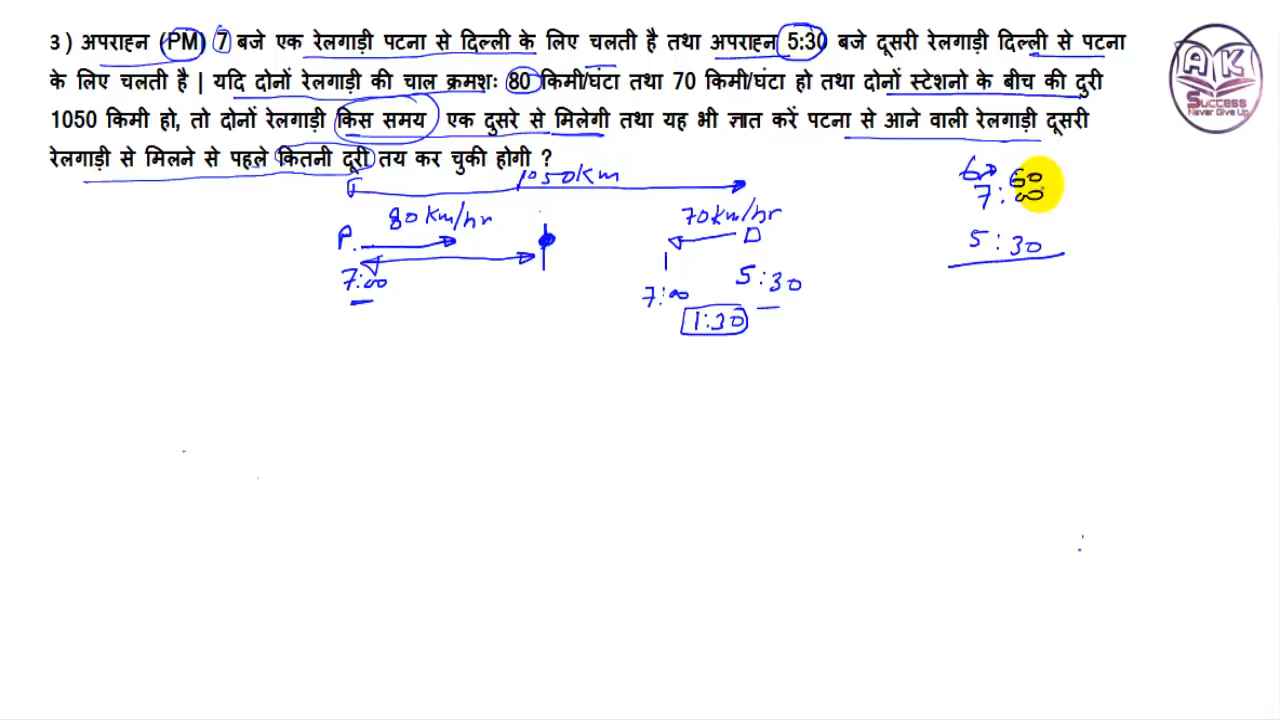 3 ) अपराह्न (PM) 7 बजे एक रेलगाड़ी पटना से दिल्ली के लिए चलती है तथा अपराहन 5:30 बजे दूसरी रेलगाड़ी दिल्ली से पटना
के लिए चलती है | यदि दोनों रेलगाड़ी की चाल क्रमशः 80 किमी/घंटा तथा 70 किमी/घंटा हो तथा दोनों स्टेशनो के बीच की दुरी
1050 किमी हो, तो दोनों रेलगाड़ी किस समय एक दुसरे से मिलेगी तथा यह भी ज्ञात करें पटना से आने वाली रेलगाड़ी दूसरी
रेलगाड़ी से मिलने से पहले कितनी दूरी तय कर चुकी होगी ?
1050km
80km/hr 70km/hr
P. D
7:00 7:00 5:30
1:30
60
7:00
5:30
AK
Success
Never Give Up